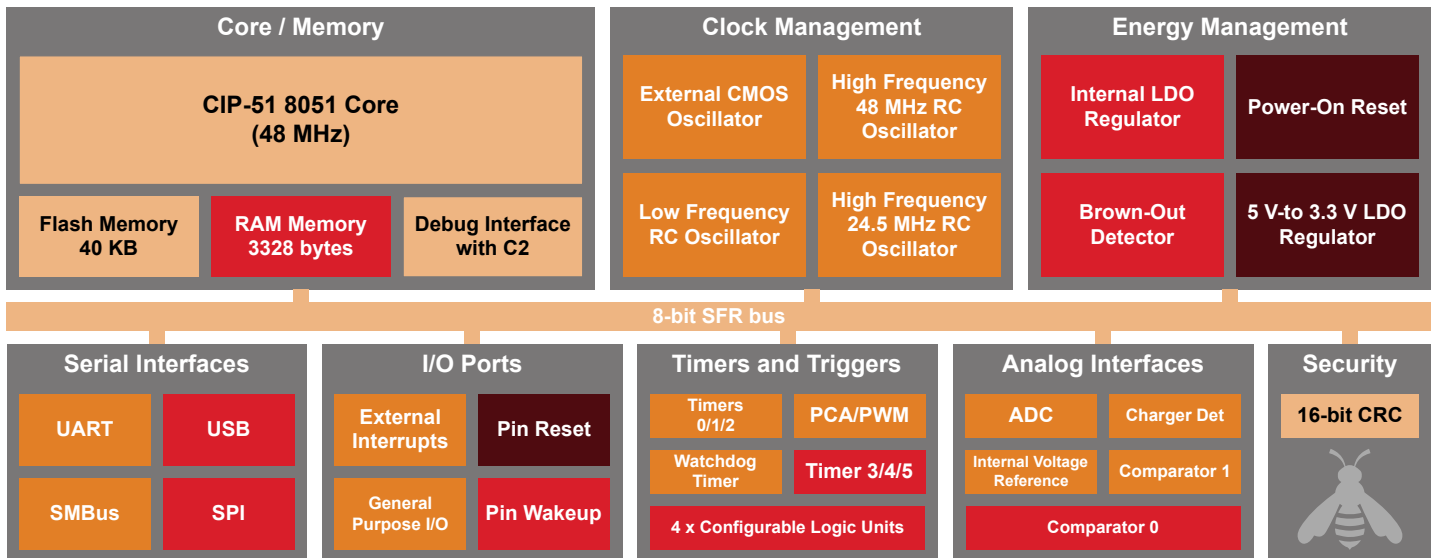 Core / Memory
CIP-51 8051 Core
(48 MHz)
Flash Memory
40 KB
RAM Memory
3328 bytes
Debug Interface
with C2
Clock Management
External CMOS
Oscillator
High Frequency
48 MHz RC
Oscillator
Low Frequency
RC Oscillator
High Frequency
24.5 MHz RC
Oscillator
Energy Management
Internal LDO
Regulator
Power-On Reset
Brown-Out
Detector
5 V-to 3.3 V LDO
Regulator
8-bit SFR bus
Serial Interfaces
UART
USB
SMBus
SPI
I/O Ports
External
Interrupts
Pin Reset
General
Purpose I/O
Pin Wakeup
Timers and Triggers
Timers
0/1/2
PCA/PWM
Watchdog
Timer
Timer 3/4/5
4 x Configurable Logic Units
Analog Interfaces
ADC
Charger Det
Internal Voltage
Reference
Comparator 1
Comparator 0
Security
16-bit CRC